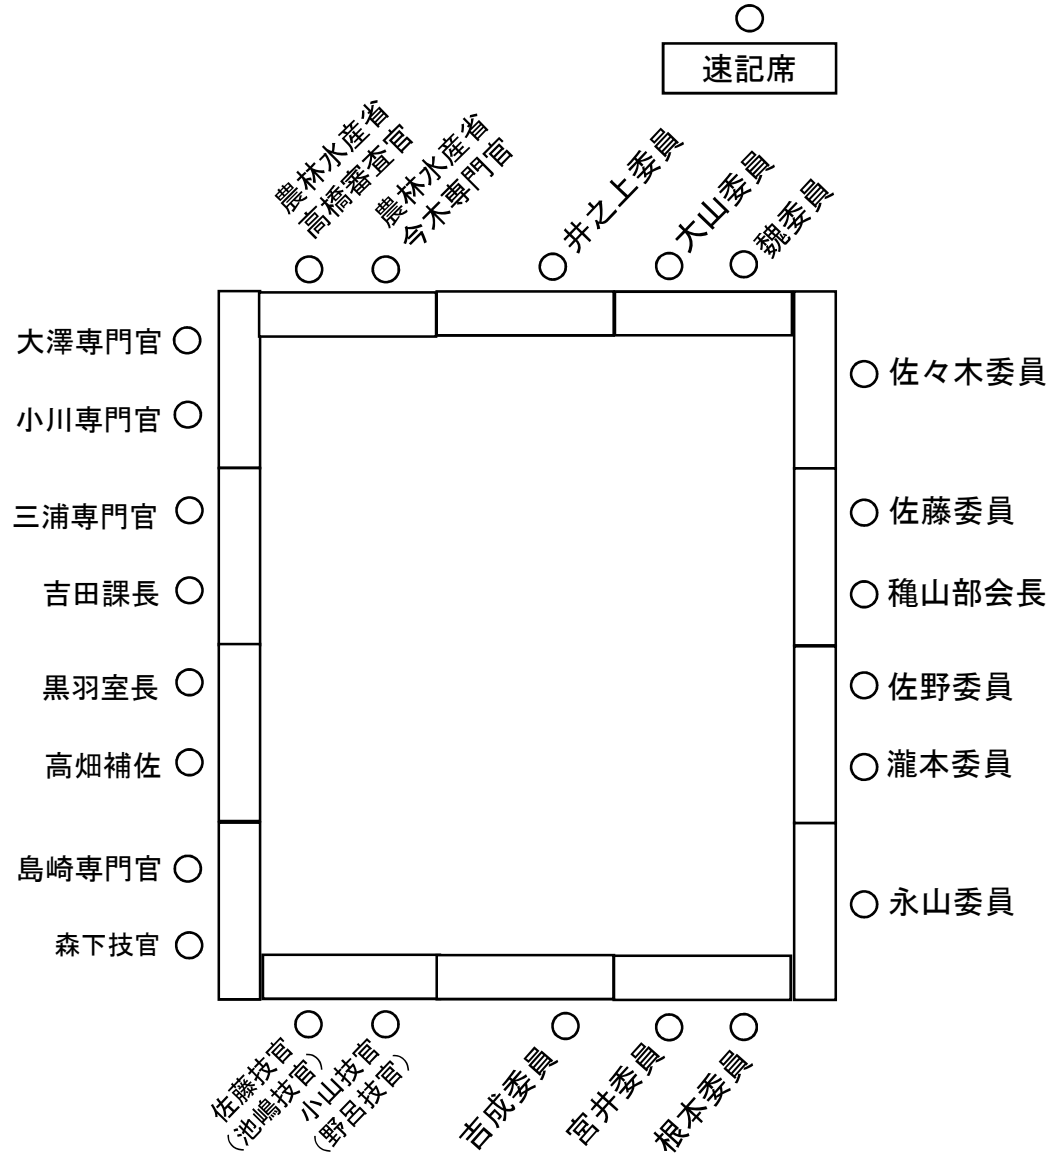 速記席
農林水産省
高橋審査官
農林水産省
今木専門官
井之上委員
大山委員
魏委員
大澤専門官
小川専門官
三浦専門官
吉田課長
黒羽室長
高畑補佐
島崎専門官
森下技官
佐々木委員
佐藤委員
穐山部会長
佐野委員
瀧本委員
永山委員
佐藤技官
（池嶋技官）
小山技官
（野呂技官）
吉成委員
宮井委員
根本委員